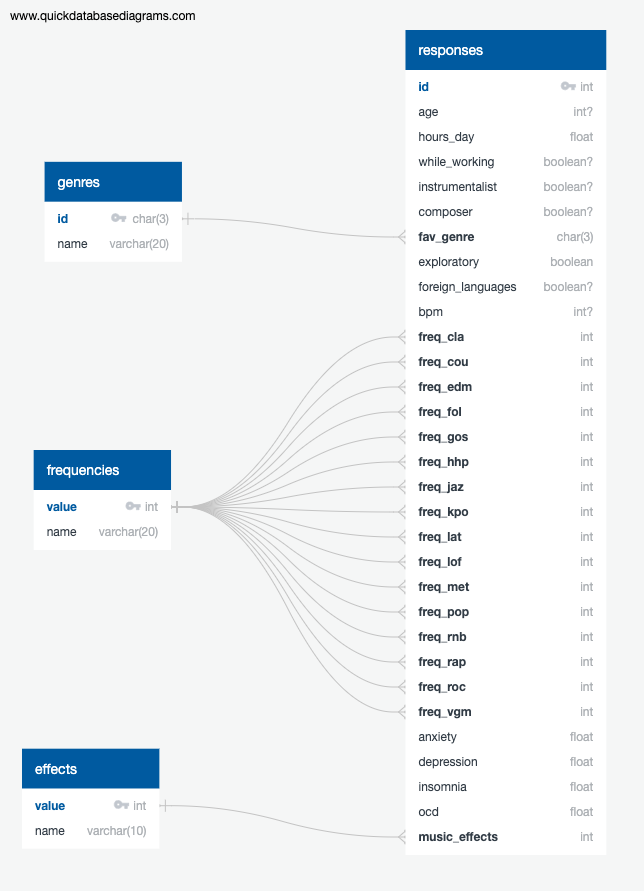 www.quickdatabasediagrams.com
genres
id char(3)
name varchar(20)
frequencies
value int
name varchar(20)
effects
value int
name varchar(10)
responses
id int
age int?
hours_day float
while_working boolean?
instrumentalist boolean?
composer boolean?
fav_genre char(3)
exploratory boolean
foreign_languages boolean?
bpm int?
freq_cla int
freq_cou int
freq_edm int
freq_fol int
freq_gos int
freq_hhp int
freq_jaz int
freq_kpo int
freq_lat int
freq_lof int
freq_met int
freq_pop int
freq_rnb int
freq_rap int
freq_roc int
freq_vgm int
anxiety float
depression float
insomnia float
ocd float
music_effects int